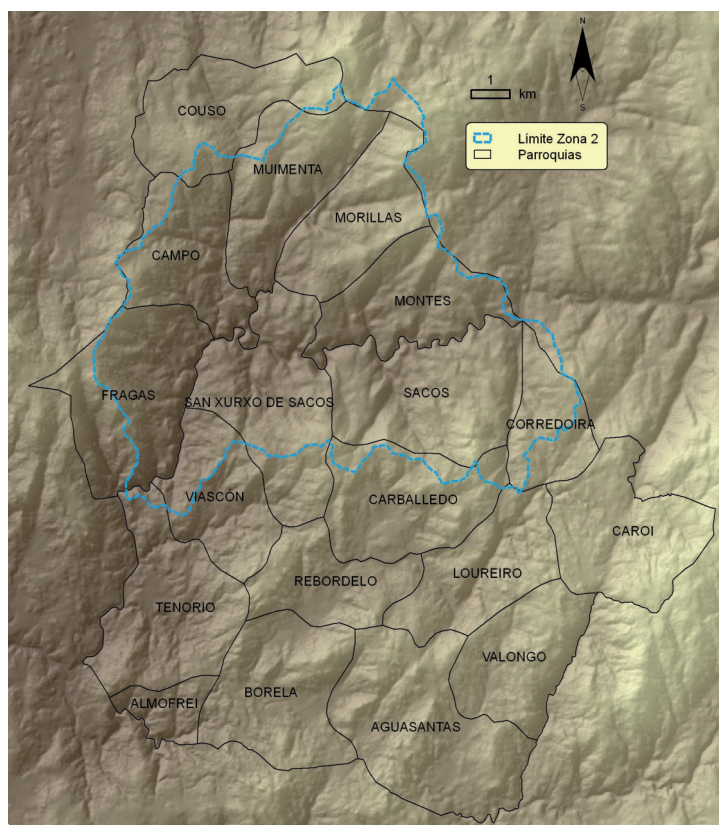 N
S
1
km
Limite Zona 2
Parroquias
COUSO
MUIMENTA
MORILLAS
CAMPO
MONTES
FRAGAS
SAN XURXO DE SACOS
SACOS
CORREDOIRA
VIASCÓN
CARBALLEDO
CAROI
REBORDELO
LOUREIRO
TENORIO
VALONGO
ALMOFREI
BORELA
AGUASANTAS